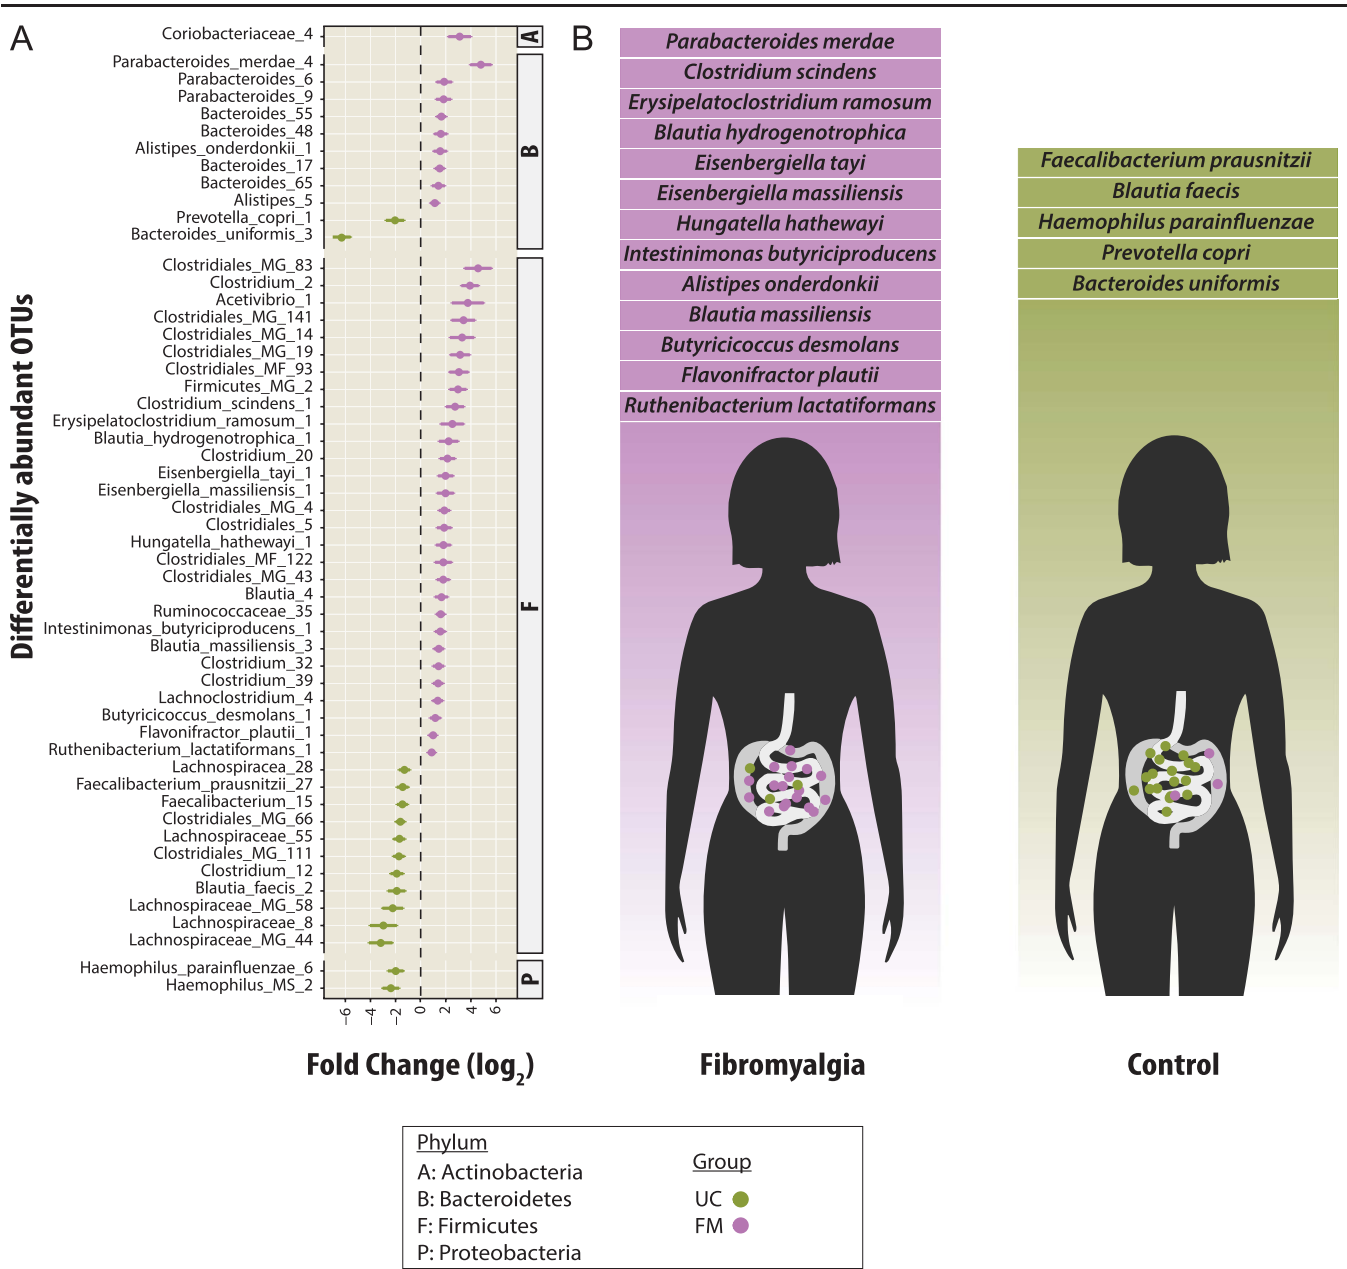 A
Differentially abundant OTUs
Coriobacteriaceae_4
A
Parabacteroides_merdae_4
Parabacteroides_6
Parabacteroides_9
Bacteroides_55
Bacteroides_48
Alistipes_onderdonkii_1
Bacteroides_17
Bacteroides_65
Alistipes_5
Prevotella_copri_1
Bacteroides_uniformis_3
B
Clostridiales_MG_83
Clostridium_2
Acetivibrio_1
Clostridiales_MG_141
Clostridiales_MG_14
Clostridiales_MG_19
Clostridiales_MF_93
Firmicutes_MG_2
Clostridium_scindens_1
Erysipelatoclostridium_ramosum_1
Blautia_hydrogenotrophica_1
Clostridium_20
Eisenbergiella_tayi_1
Eisenbergiella_massiliensis_1
Clostridiales_MG_4
Clostridiales_5
Hungatella_hathewayi_1
Clostridiales_MF_122
Clostridiales_MG_43
Blautia_4
Ruminococcaceae_35
Intestinimonas_butyriciproducens_1
Blautia_massiliensis_3
Clostridium_32
Clostridium_39
Lachnoclostridium_4
Butyricicoccus_desmolans_1
Flavonifractor_plautii_1
Ruthenibacterium_lactatiformans_1
Lachnospiracea_28
Faecalibacterium_prausnitzii_27
Faecalibacterium_15
Clostridiales_MG_66
Lachnospiraceae_55
Clostridiales_MG_111
Clostridium_12
Blautia_faecis_2
Lachnospiraceae_MG_58
Lachnospiraceae_8
Lachnospiraceae_MG_44
F
Haemophilus_parainfluenzae_6
Haemophilus_MS_2
P
−6 −4 −2 0 2 4 6
Fold Change (log2)
B
Parabacteroides merdae
Clostridium scindens
Erysipelatoclostridium ramosum
Blautia hydrogenotrophica
Eisenbergiella tayi
Eisenbergiella massiliensis
Hungatella hathewayi
Intestinimonas butyriciproducens
Alistipes onderdonkii
Blautia massiliensis
Butyricicoccus desmolans
Flavonifractor plautii
Ruthenibacterium lactatiformans
Fibromyalgia
Faecalibacterium prausnitzii
Blautia faecis
Haemophilus parainfluenzae
Prevotella copri
Bacteroides uniformis
Control
Phylum
A: Actinobacteria
B: Bacteroidetes
F: Firmicutes
P: Proteobacteria
Group
UC
FM